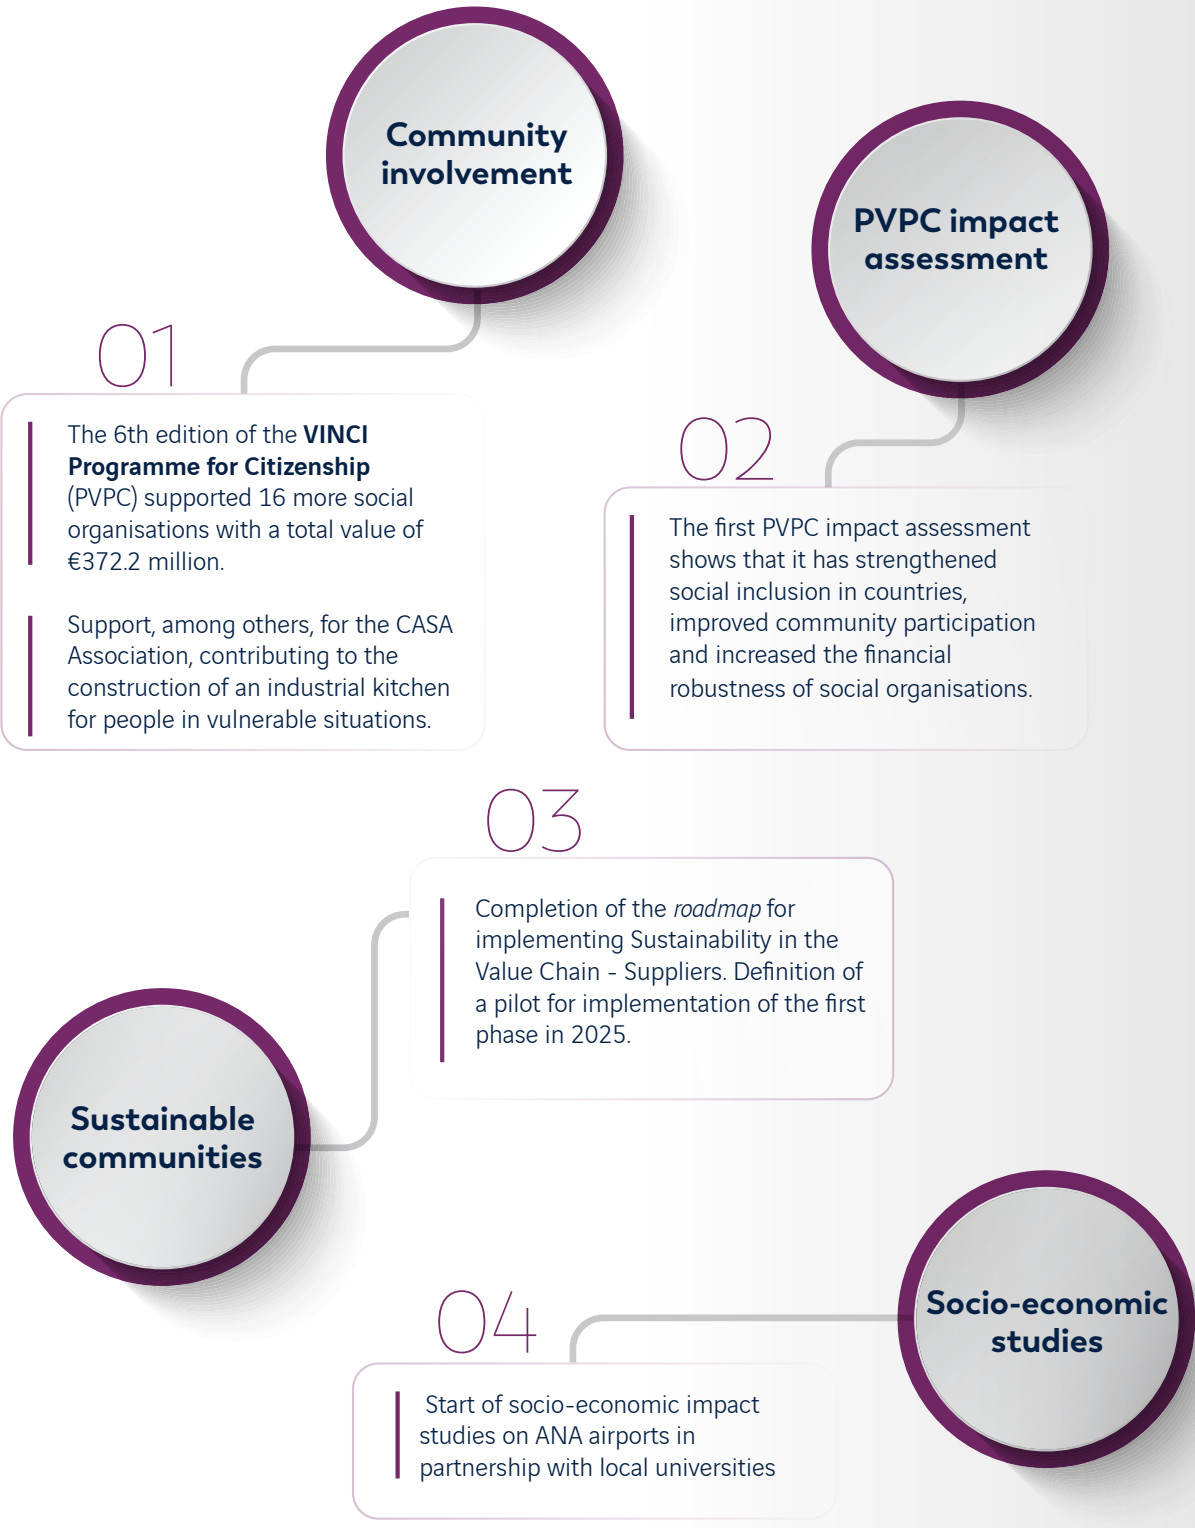 Community
involvement
01
The 6th edition of the VINCI
Programme for Citizenship
(PVPC) supported 16 more social
organisations with a total value of
€372.2 million.
Support, among others, for the CASA
Association, contributing to the
construction of an industrial kitchen
for people in vulnerable situations.
PVPC impact
assessment
02
The first PVPC impact assessment
shows that it has strengthened
social inclusion in countries,
improved community participation
and increased the financial
robustness of social organisations.
Sustainable
communities
03
Completion of the roadmap for
implementing Sustainability in the
Value Chain - Suppliers. Definition of
a pilot for implementation of the first
phase in 2025.
Socio-economic
studies
04
Start of socio-economic impact
studies on ANA airports in
partnership with local universities